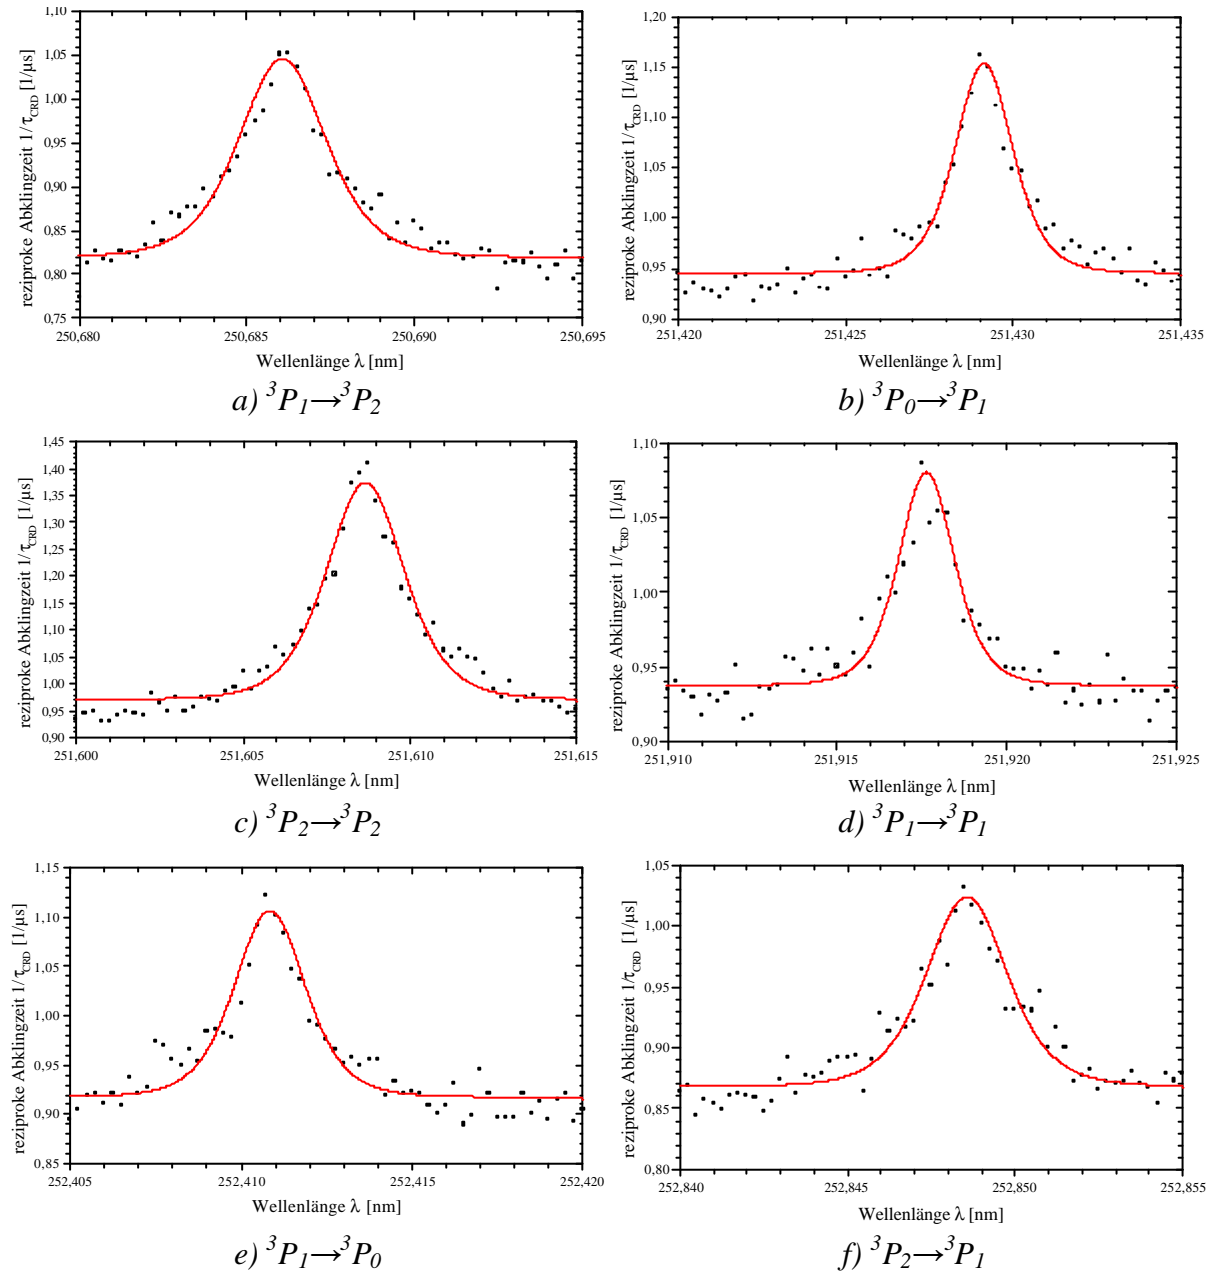 1,10
1,05
1,00
0,95
0,90
0,85
0,80
0,75
reziproke Abklingzeit 1/τCRD [1/µs]
250,680 250,685 250,690 250,695
Wellenlänge λ [nm]
a) ³P₁→³P₂
1,20
1,15
1,10
1,05
1,00
0,95
0,90
reziproke Abklingzeit 1/τCRD [1/µs]
251,420 251,425 251,430 251,435
Wellenlänge λ [nm]
b) ³P₀→³P₁
1,45
1,40
1,35
1,30
1,25
1,20
1,15
1,10
1,05
1,00
0,95
0,90
reziproke Abklingzeit 1/τCRD [1/µs]
251,600 251,605 251,610 251,615
Wellenlänge λ [nm]
c) ³P₂→³P₂
1,10
1,05
1,00
0,95
0,90
reziproke Abklingzeit 1/τCRD [1/µs]
251,910 251,915 251,920 251,925
Wellenlänge λ [nm]
d) ³P₁→³P₁
1,15
1,10
1,05
1,00
0,95
0,90
0,85
reziproke Abklingzeit 1/τCRD [1/µs]
252,405 252,410 252,415 252,420
Wellenlänge λ [nm]
e) ³P₁→³P₀
1,05
1,00
0,95
0,90
0,85
0,80
reziproke Abklingzeit 1/τCRD [1/µs]
252,840 252,845 252,850 252,855
Wellenlänge λ [nm]
f) ³P₂→³P₁